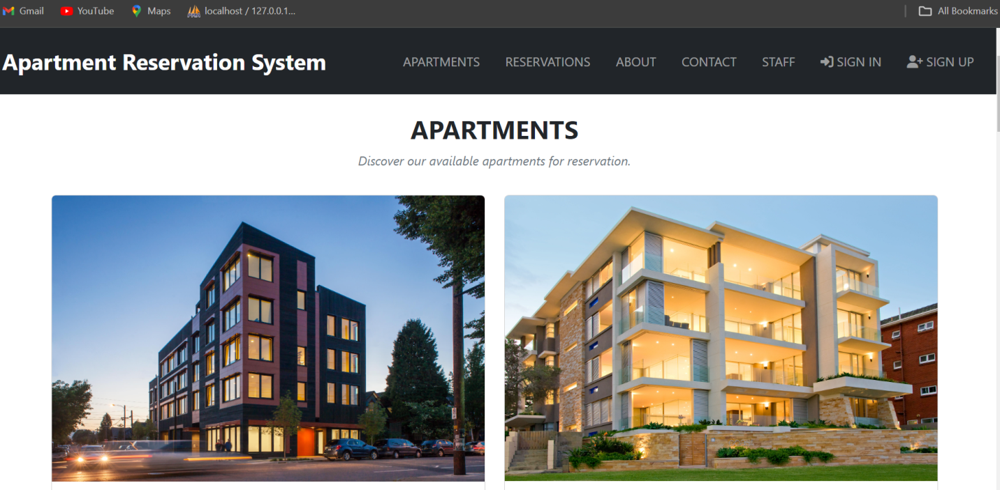 Gmail YouTube Maps localhost / 127.0.0.1... All Bookmarks
Apartment Reservation System APARTMENTS RESERVATIONS ABOUT CONTACT STAFF SIGN IN SIGN UP
APARTMENTS
Discover our available apartments for reservation.